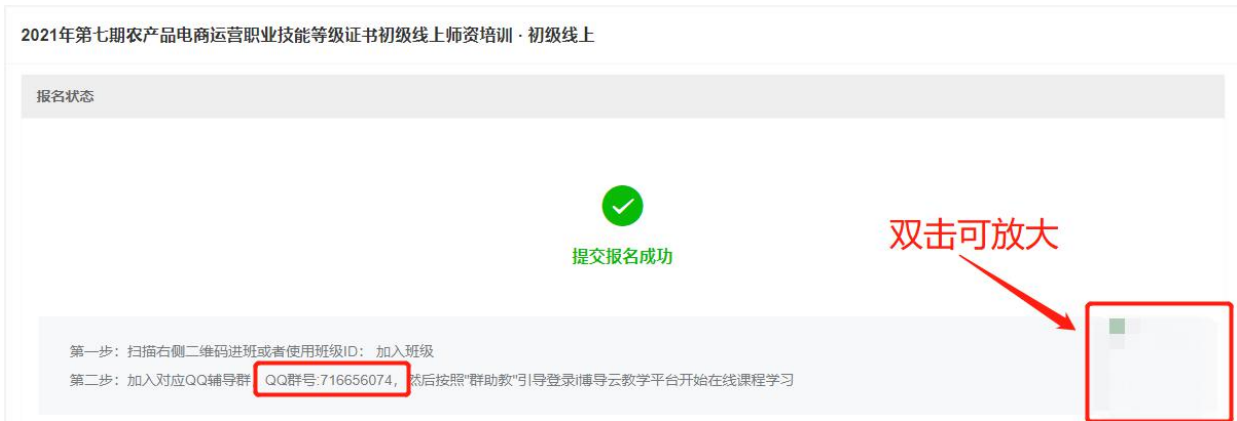 2021年第七期农产品电商运营职业技能等级证书初级线上师资培训 · 初级线上
报名状态
提交报名成功
双击可放大
第一步：扫描右侧二维码进班或者使用班级ID： 加入班级
第二步：加入对应QQ辅导群，QQ群号:716656074，然后按照"群助教"引导登录i博导云教学平台开始在线课程学习